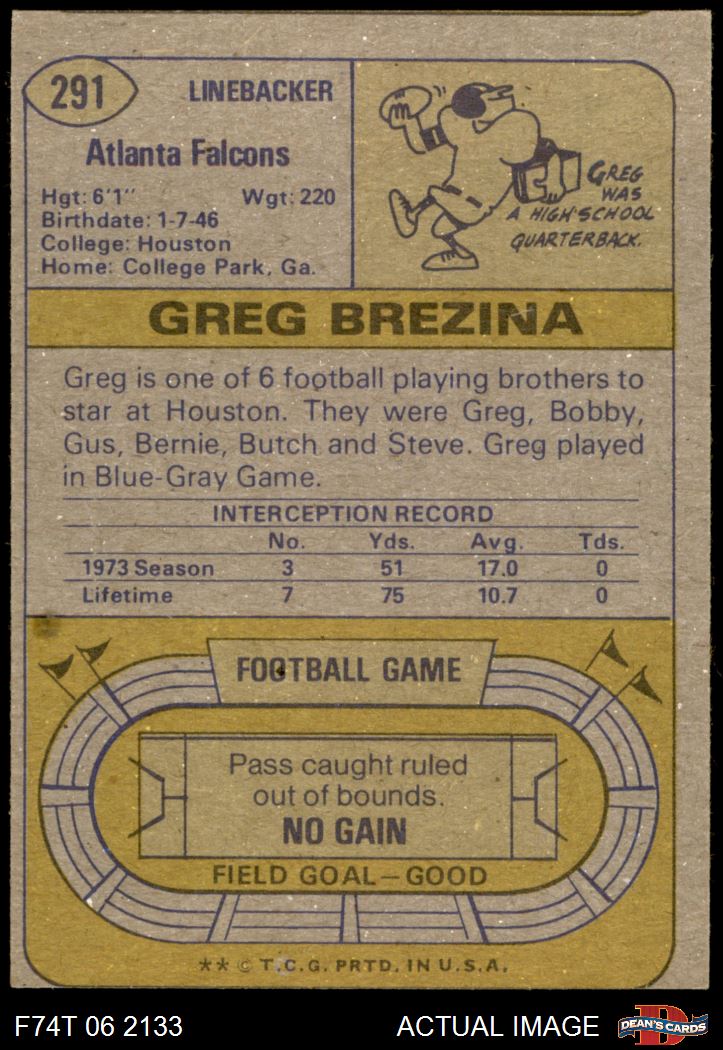 291
LINEBACKER
Atlanta Falcons
Hgt: 6'1" Wgt: 220
Birthdate: 1-7-46
College: Houston
Home: College Park, Ga.
GREG
WAS
A HIGH SCHOOL
QUARTERBACK.
GREG BREZINA
Greg is one of 6 football playing brothers to
star at Houston. They were Greg, Bobby,
Gus, Bernie, Butch and Steve. Greg played
in Blue-Gray Game.
INTERCEPTION RECORD
No. Yds. Avg. Tds.
1973 Season 3 51 17.0 0
Lifetime 7 75 10.7 0
FOOTBALL GAME
Pass caught ruled
out of bounds.
NO GAIN
FIELD GOAL—GOOD
** © T.C.G. PRTD. IN U.S.A.
F74T 06 2133
ACTUAL IMAGE
D
DEAN'S CARDS